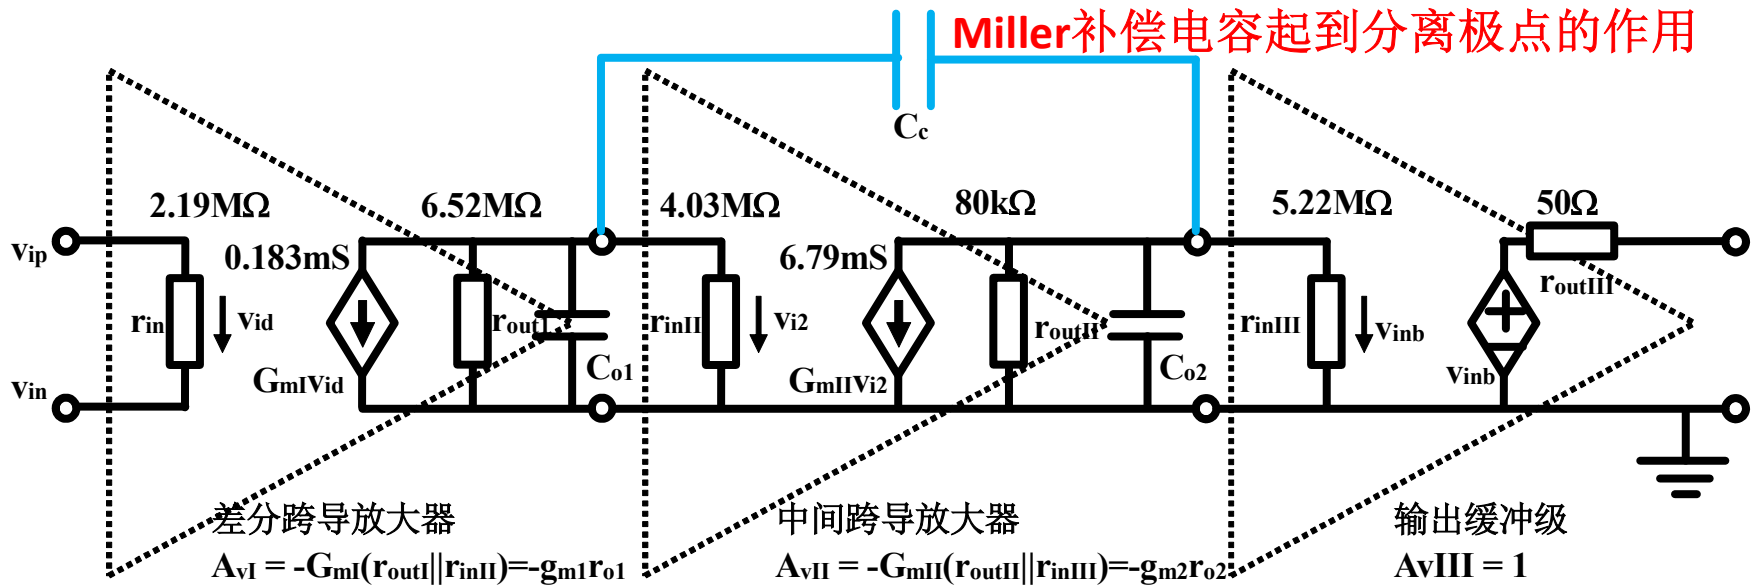 Miller补偿电容起到分离极点的作用
Cc
2.19MΩ
6.52MΩ
4.03MΩ
80kΩ
5.22MΩ
50Ω
vip
0.183mS
6.79mS
rin
vid
routI
rinII
vi2
routII
rinIII
vinb
routIII
vin
GmIvid
Co1
GmIIvi2
Co2
vinb
差分跨导放大器
中间跨导放大器
输出缓冲级
AvI = -GmI(routI||rinII)=-gm1ro1
AvII = -GmII(routII||rinIII)=-gm2ro2
AvIII = 1